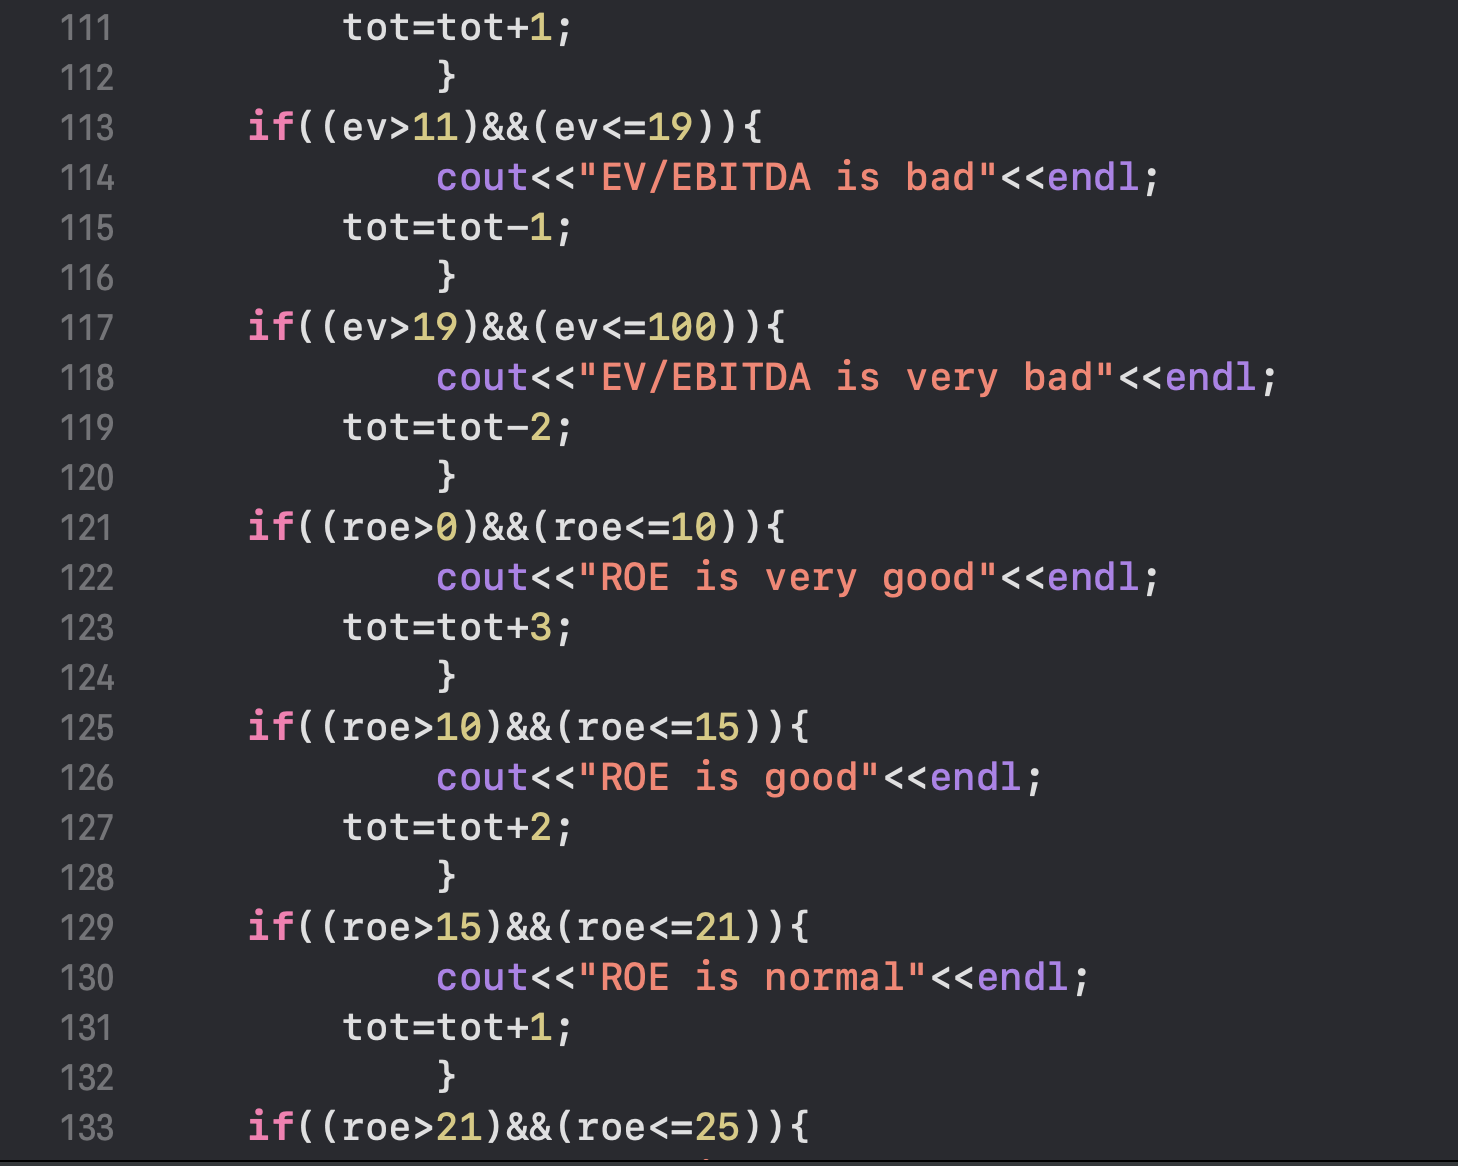 111 tot=tot+1;
112 }
113 if((ev>11)&&(ev<=19)){
114 cout<<"EV/EBITDA is bad"<<endl;
115 tot=tot-1;
116 }
117 if((ev>19)&&(ev<=100)){
118 cout<<"EV/EBITDA is very bad"<<endl;
119 tot=tot-2;
120 }
121 if((roe>0)&&(roe<=10)){
122 cout<<"ROE is very good"<<endl;
123 tot=tot+3;
124 }
125 if((roe>10)&&(roe<=15)){
126 cout<<"ROE is good"<<endl;
127 tot=tot+2;
128 }
129 if((roe>15)&&(roe<=21)){
130 cout<<"ROE is normal"<<endl;
131 tot=tot+1;
132 }
133 if((roe>21)&&(roe<=25)){